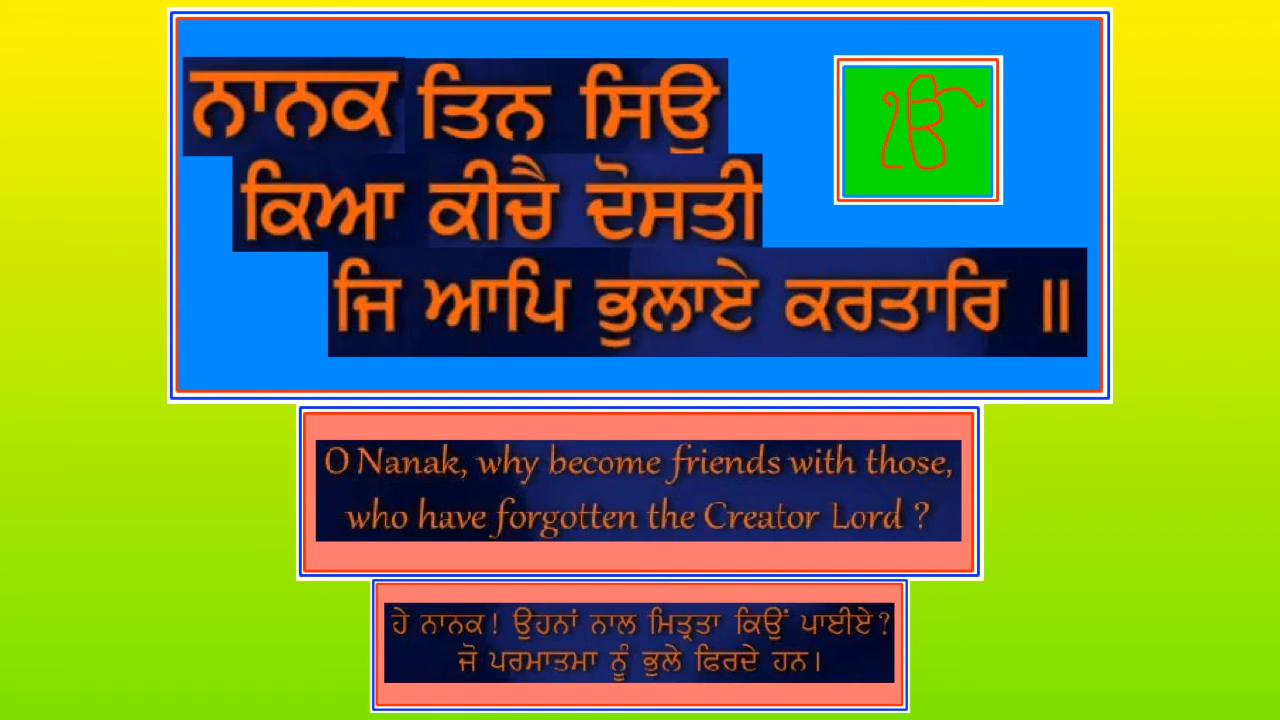 ਨਾਨਕ ਤਿਨ ਸਿਉ
ੴ
ਕਿਆ ਕੀਚੈ ਦੋਸਤੀ
ਜਿ ਆਪਿ ਭੁਲਾਏ ਕਰਤਾਰਿ ॥
O Nanak, why become friends with those,
who have forgotten the Creator Lord ?
ਹੇ ਨਾਨਕ! ਉਹਨਾਂ ਨਾਲ ਮਿਤ੍ਰਤਾ ਕਿਉਂ ਪਾਈਏ?
ਜੋ ਪਰਮਾਤਮਾ ਨੂੰ ਭੁਲੇ ਫਿਰਦੇ ਹਨ।